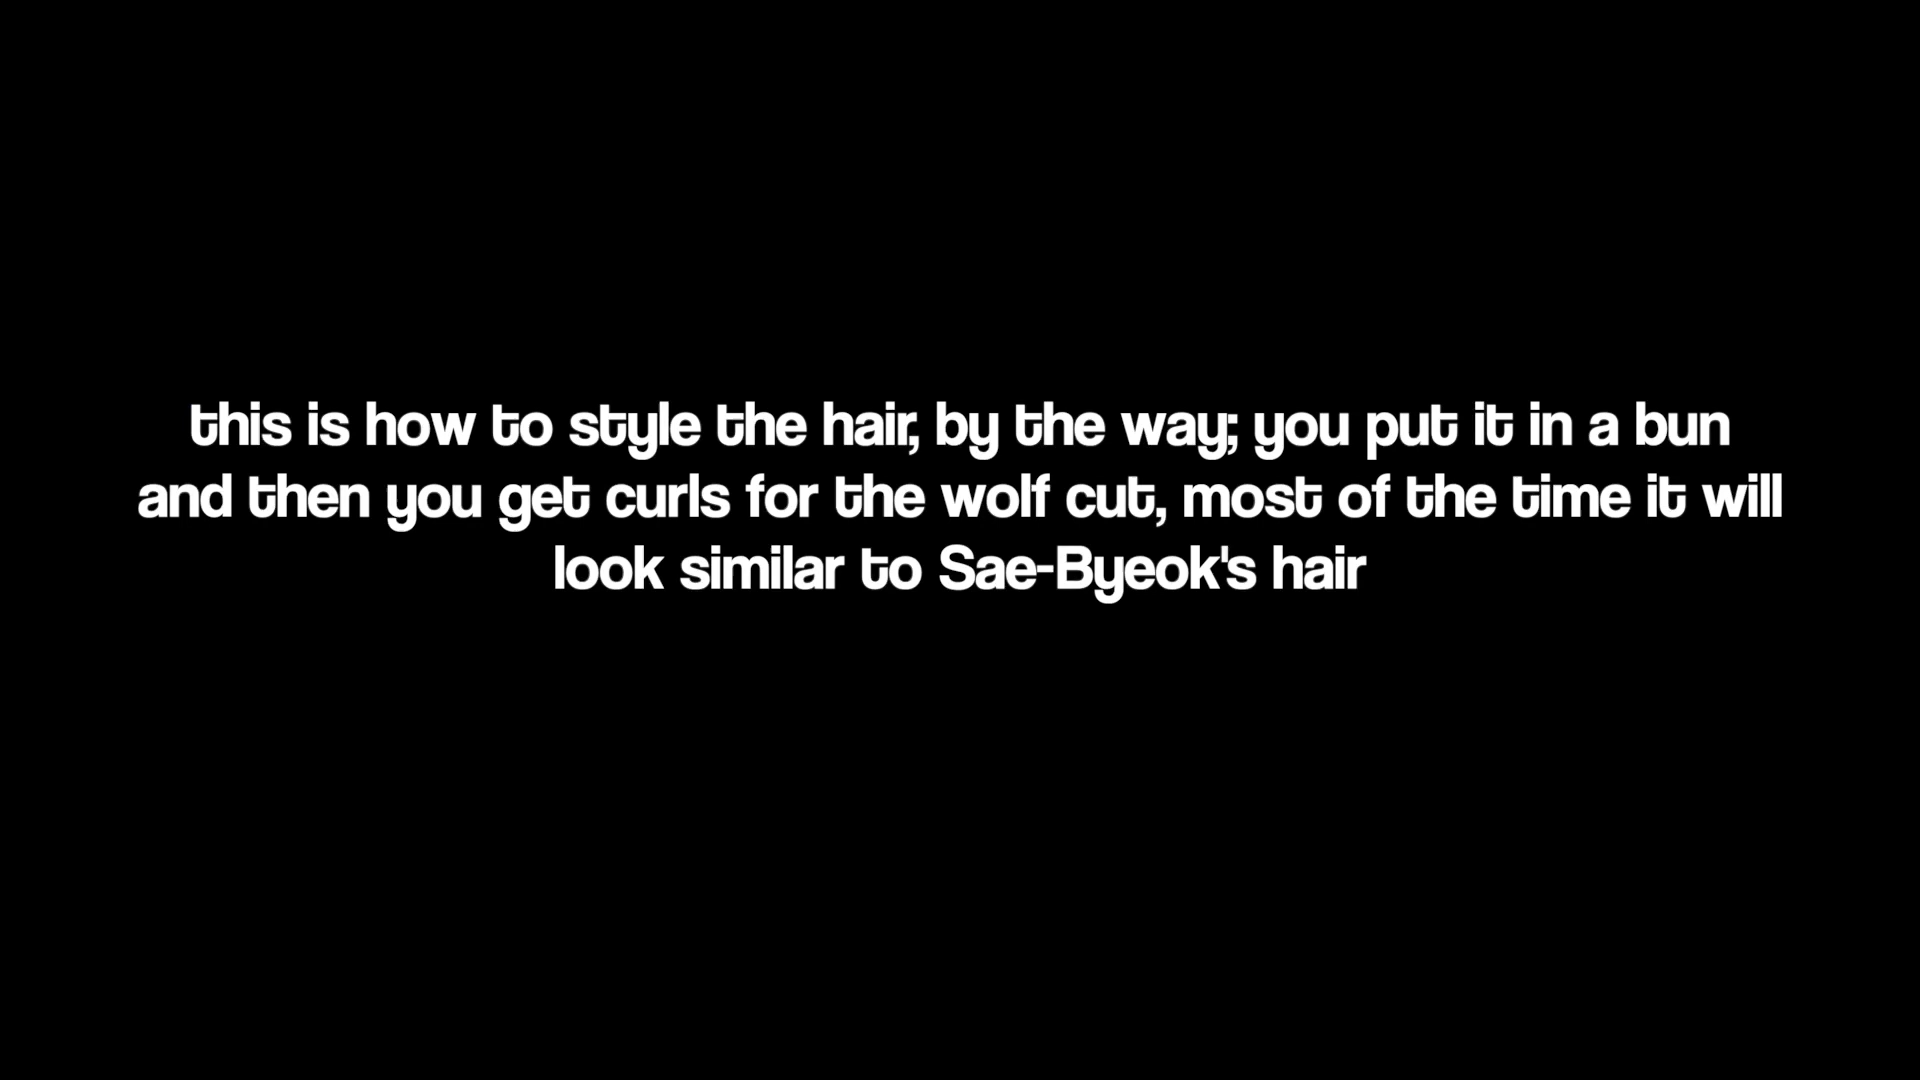 this is how to style the hair, by the way; you put it in a bun
and then you get curls for the wolf cut, most of the time it will
look similar to Sae-Byeok's hair